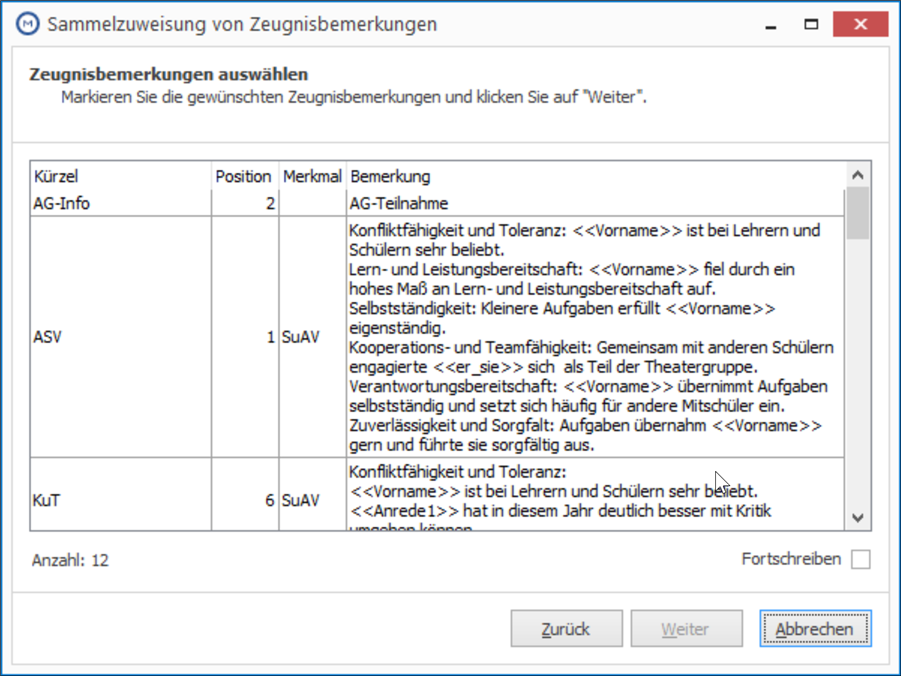 Sammelzuweisung von Zeugnisbemerkungen
Zeugnisbemerkungen auswählen
Markieren Sie die gewünschten Zeugnisbemerkungen und klicken Sie auf "Weiter".
Kürzel Position Merkmal Bemerkung
AG-Info 2 AG-Teilnahme
Konfliktfähigkeit und Toleranz: <<Vorname>> ist bei Lehrern und
Schülern sehr beliebt.
Lern- und Leistungsbereitschaft: <<Vorname>> fiel durch ein
hohes Maß an Lern- und Leistungsbereitschaft auf.
Selbstständigkeit: Kleinere Aufgaben erfüllt <<Vorname>>
eigenständig.
ASV 1 SuAV
Kooperations- und Teamfähigkeit: Gemeinsam mit anderen Schülern
engagierte <<er_sie>> sich als Teil der Theatergruppe.
Verantwortungsbereitschaft: <<Vorname>> übernimmt Aufgaben
selbstständig und setzt sich häufig für andere Mitschüler ein.
Zuverlässigkeit und Sorgfalt: Aufgaben übernahm <<Vorname>>
gern und führte sie sorgfältig aus.
Konfliktfähigkeit und Toleranz:
<<Vorname>> ist bei Lehrern und Schülern sehr beliebt.
KuT 6 SuAV
<<Anrede1>> hat in diesem Jahr deutlich besser mit Kritik
umgehen können
Anzahl: 12
Fortschreiben
Zurück
Weiter
Abbrechen